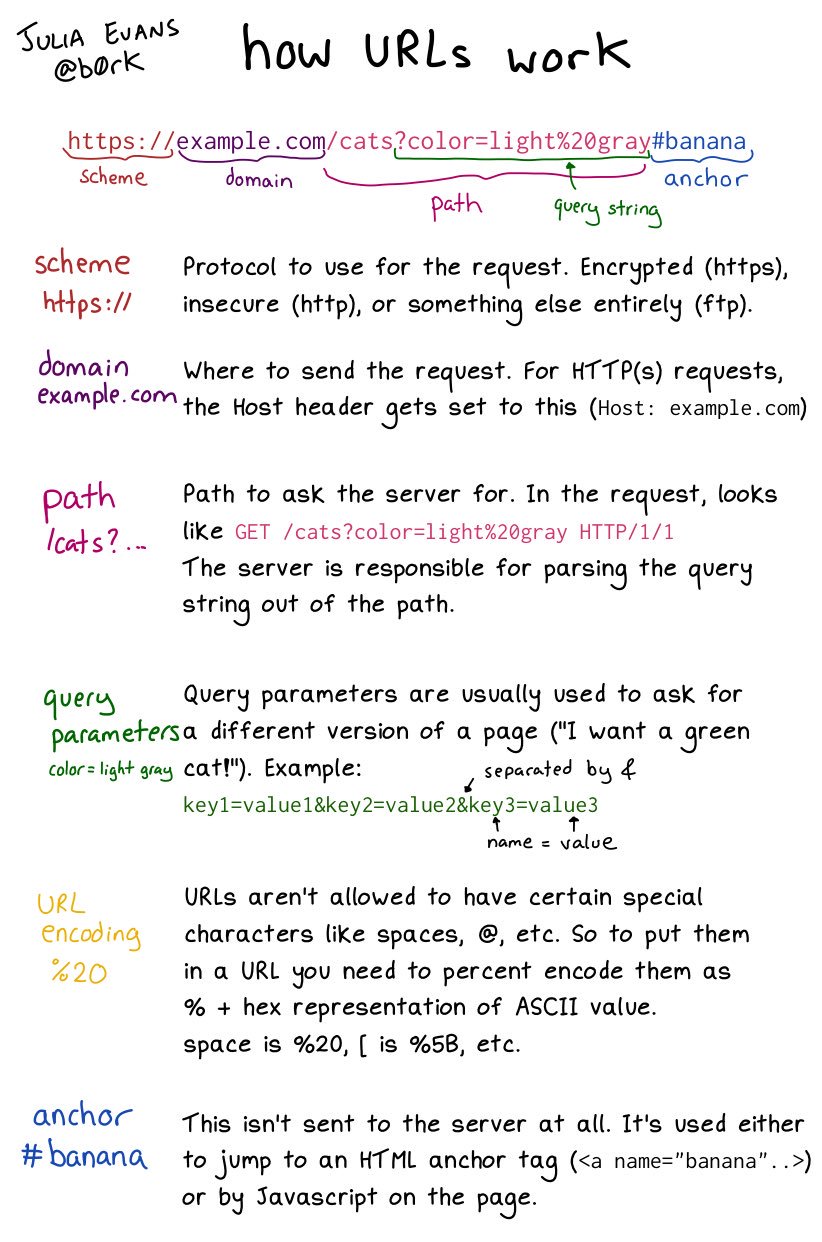 JULIA EVANS
@b0rk
how URLs work
https://example.com/cats?color=light%20gray#banana
scheme
domain
path
query string
anchor
scheme
https://
Protocol to use for the request. Encrypted (https),
insecure (http), or something else entirely (ftp).
domain
example.com
Where to send the request. For HTTP(s) requests,
the Host header gets set to this (Host: example.com)
path
/cats?...
Path to ask the server for. In the request, looks
like GET /cats?color=light%20gray HTTP/1/1
The server is responsible for parsing the query
string out of the path.
query
parameters
color=light gray
Query parameters are usually used to ask for
a different version of a page ("I want a green
cat!"). Example:
separated by &
key1=value1&key2=value2&key3=value3
name = value
URL
encoding
%20
URLs aren't allowed to have certain special
characters like spaces, @, etc. So to put them
in a URL you need to percent encode them as
% + hex representation of ASCII value.
space is %20, [ is %5B, etc.
anchor
#banana
This isn't sent to the server at all. It's used either
to jump to an HTML anchor tag (<a name="banana"..>)
or by Javascript on the page.